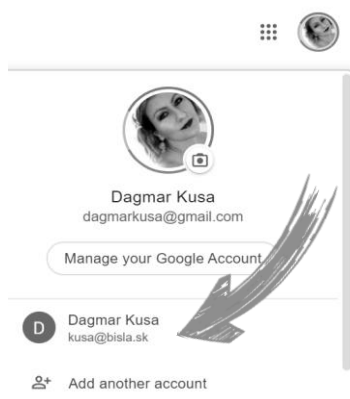 Dagmar Kusa
dagmarkusa@gmail.com
Manage your Google Account
D
Dagmar Kusa
kusa@bisla.sk
Add another account